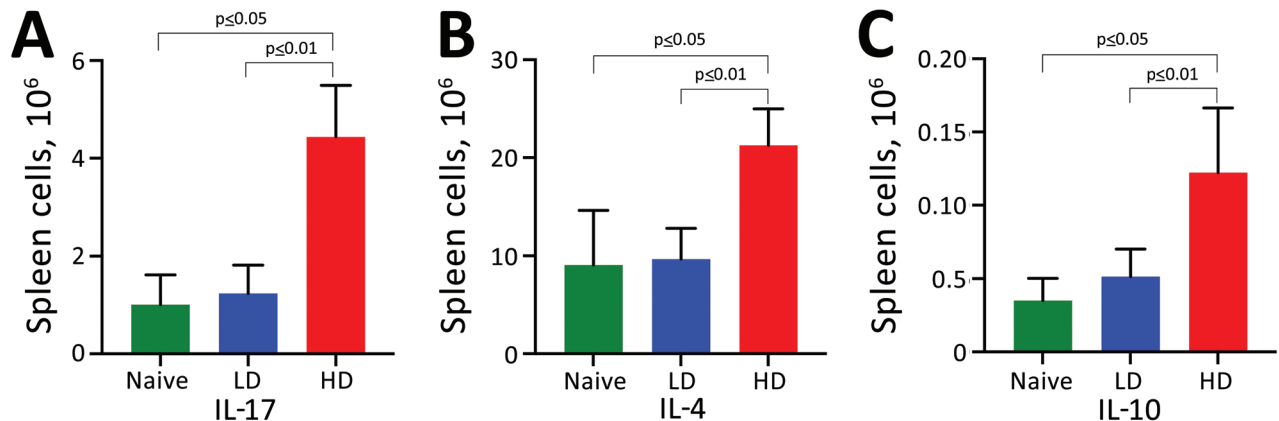 A
p≤0.05
p≤0.01
Spleen cells, 10⁶
6
4
2
0
Naive LD HD
IL-17
B
p≤0.05
p≤0.01
Spleen cells, 10⁶
30
20
10
0
Naive LD HD
IL-4
C
p≤0.05
p≤0.01
Spleen cells, 10⁶
0.20
0.15
0.10
0.5
0
Naive LD HD
IL-10